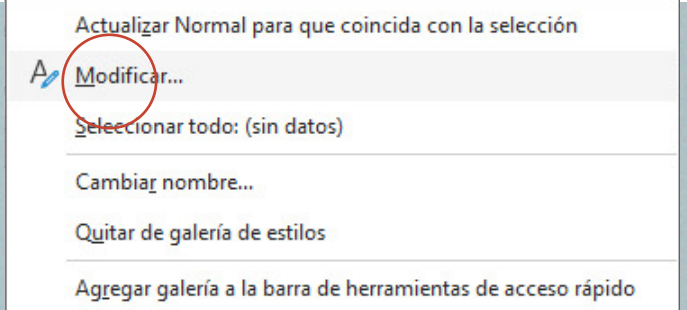 Actualizar Normal para que coincida con la selección
Modificar...
Seleccionar todo: (sin datos)
Cambiar nombre...
Quitar de galería de estilos
Agregar galería a la barra de herramientas de acceso rápido